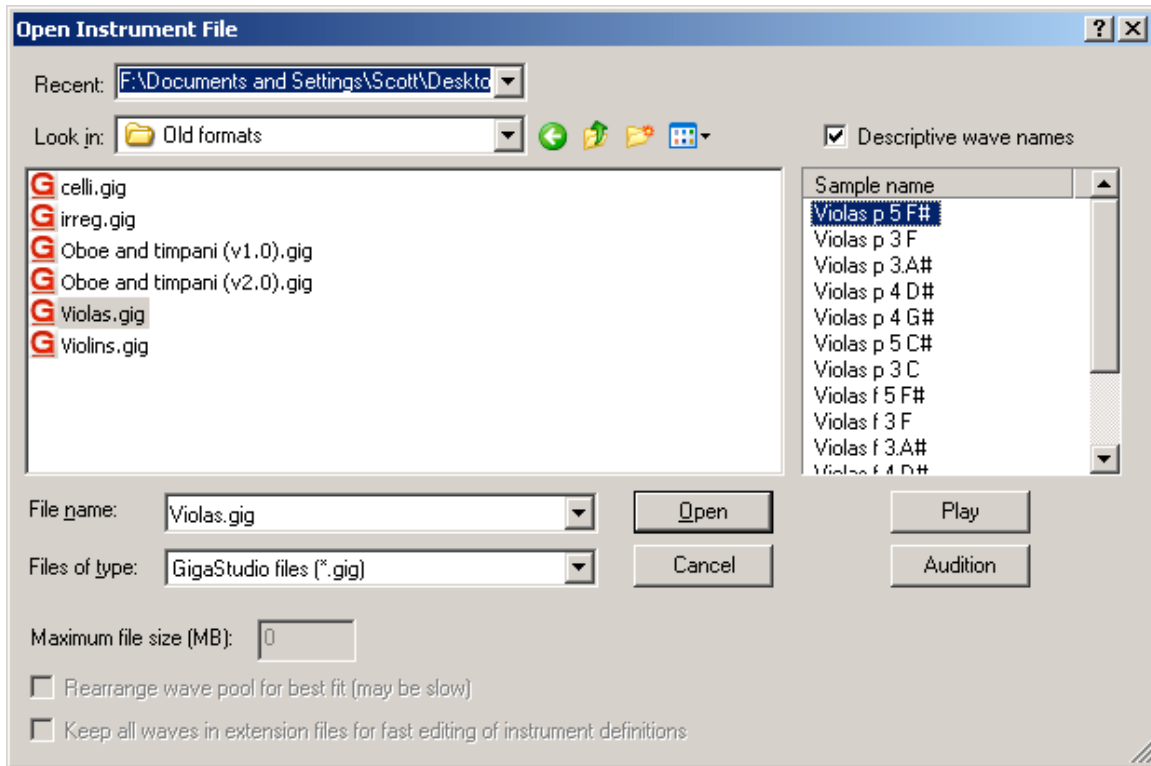 Open Instrument File
Recent: F:\Documents and Settings\Scott\Deskto
Look in: Old formats
Descriptive wave names
celli.gig
irreg.gig
Oboe and timpani (v1.0).gig
Oboe and timpani (v2.0).gig
Violas.gig
Violins.gig
Sample name
Violas p 5 F#
Violas p 3 F
Violas p 3.A#
Violas p 4 D#
Violas p 4 G#
Violas p 5 C#
Violas p 3 C
Violas f 5 F#
Violas f 3 F
Violas f 3.A#
Violas f 4 D#
File name: Violas.gig
Open
Play
Files of type: GigaStudio files (*.gig)
Cancel
Audition
Maximum file size (MB): 0
Rearrange wave pool for best fit (may be slow)
Keep all waves in extension files for fast editing of instrument definitions